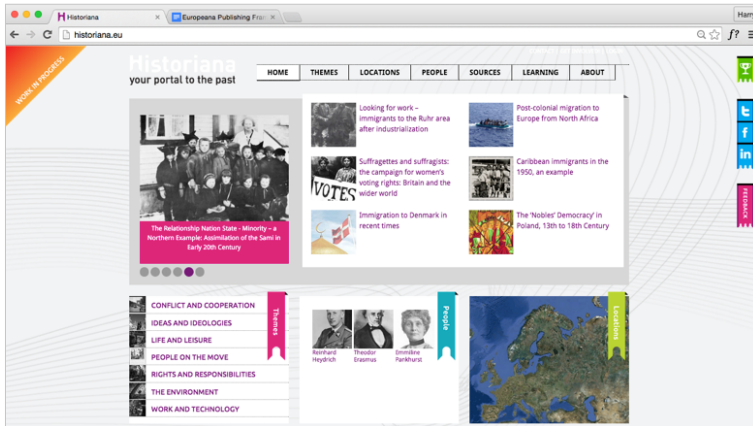 Historiana
Europeana Publishing Fra
Harry
historiana.eu
f?
WORK IN PROGRESS
Historiana
your portal to the past
HOME
THEMES
LOCATIONS
PEOPLE
SOURCES
LEARNING
ABOUT
The Relationship Nation State - Minority – a
Northern Example: Assimilation of the Sami in
Early 20th Century
Looking for work –
immigrants to the Ruhr area
after industrialization
VOTES
Suffragettes and suffragists:
the campaign for women's
voting rights: Britain and the
wider world
Immigration to Denmark in
recent times
Post-colonial migration to
Europe from North Africa
Caribbean immigrants in the
1950, an example
The 'Nobles' Democracy' in
Poland, 13th to 18th Century
FEEDBACK
CONFLICT AND COOPERATION
IDEAS AND IDEOLOGIES
LIFE AND LEISURE
PEOPLE ON THE MOVE
RIGHTS AND RESPONSIBILITIES
THE ENVIRONMENT
WORK AND TECHNOLOGY
Themes
Reinhard
Heydrich
Theodor
Erasmus
Emmiline
Pankhurst
People
Locations